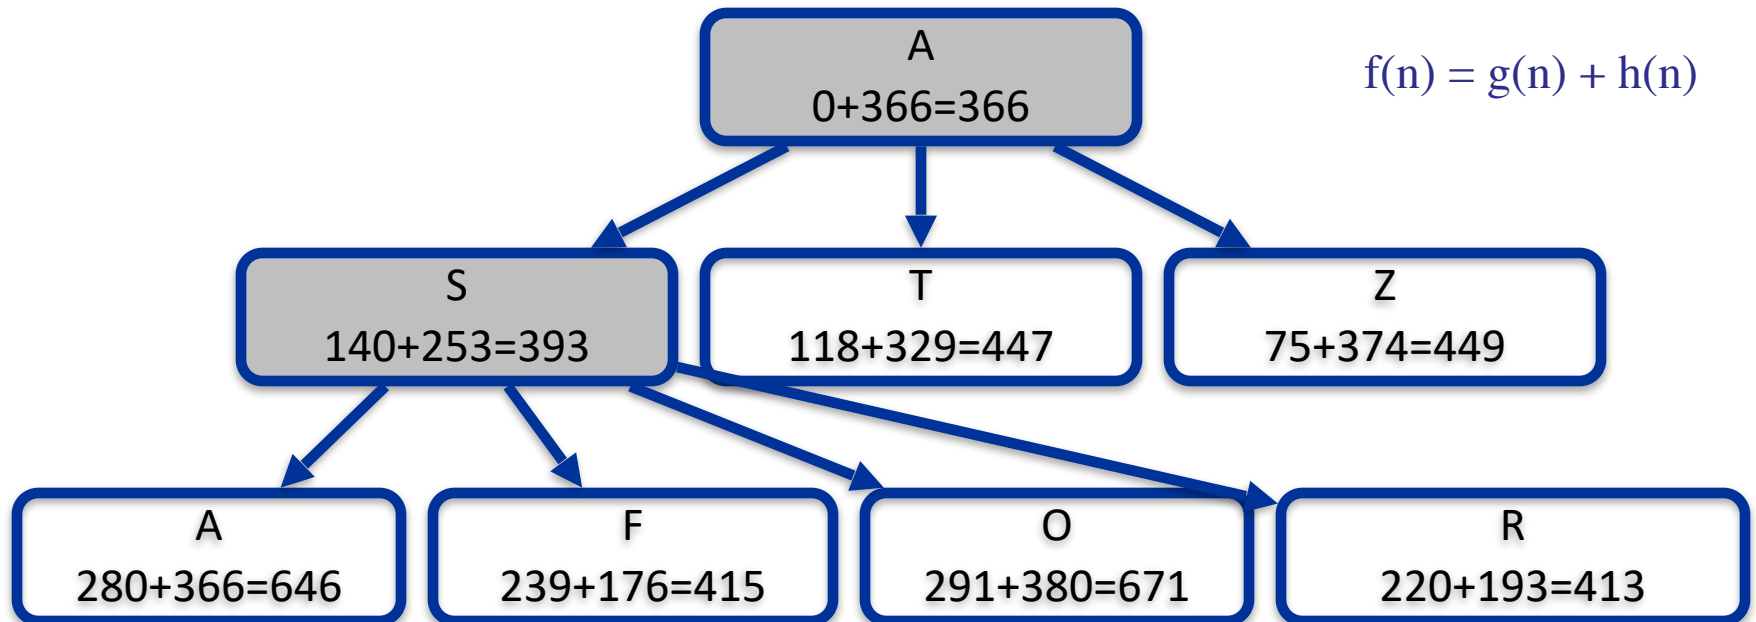 A
0+366=366
f(n) = g(n) + h(n)
S
140+253=393
T
118+329=447
Z
75+374=449
A
280+366=646
F
239+176=415
O
291+380=671
R
220+193=413